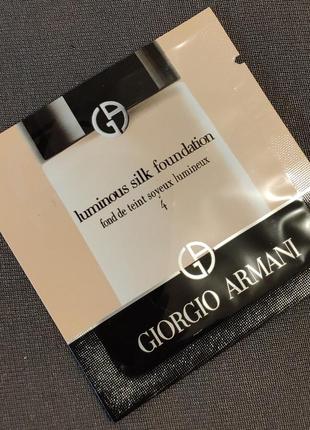 luminous silk foundation
fond de teint soyeux lumineux
4
GIORGIO ARMANI